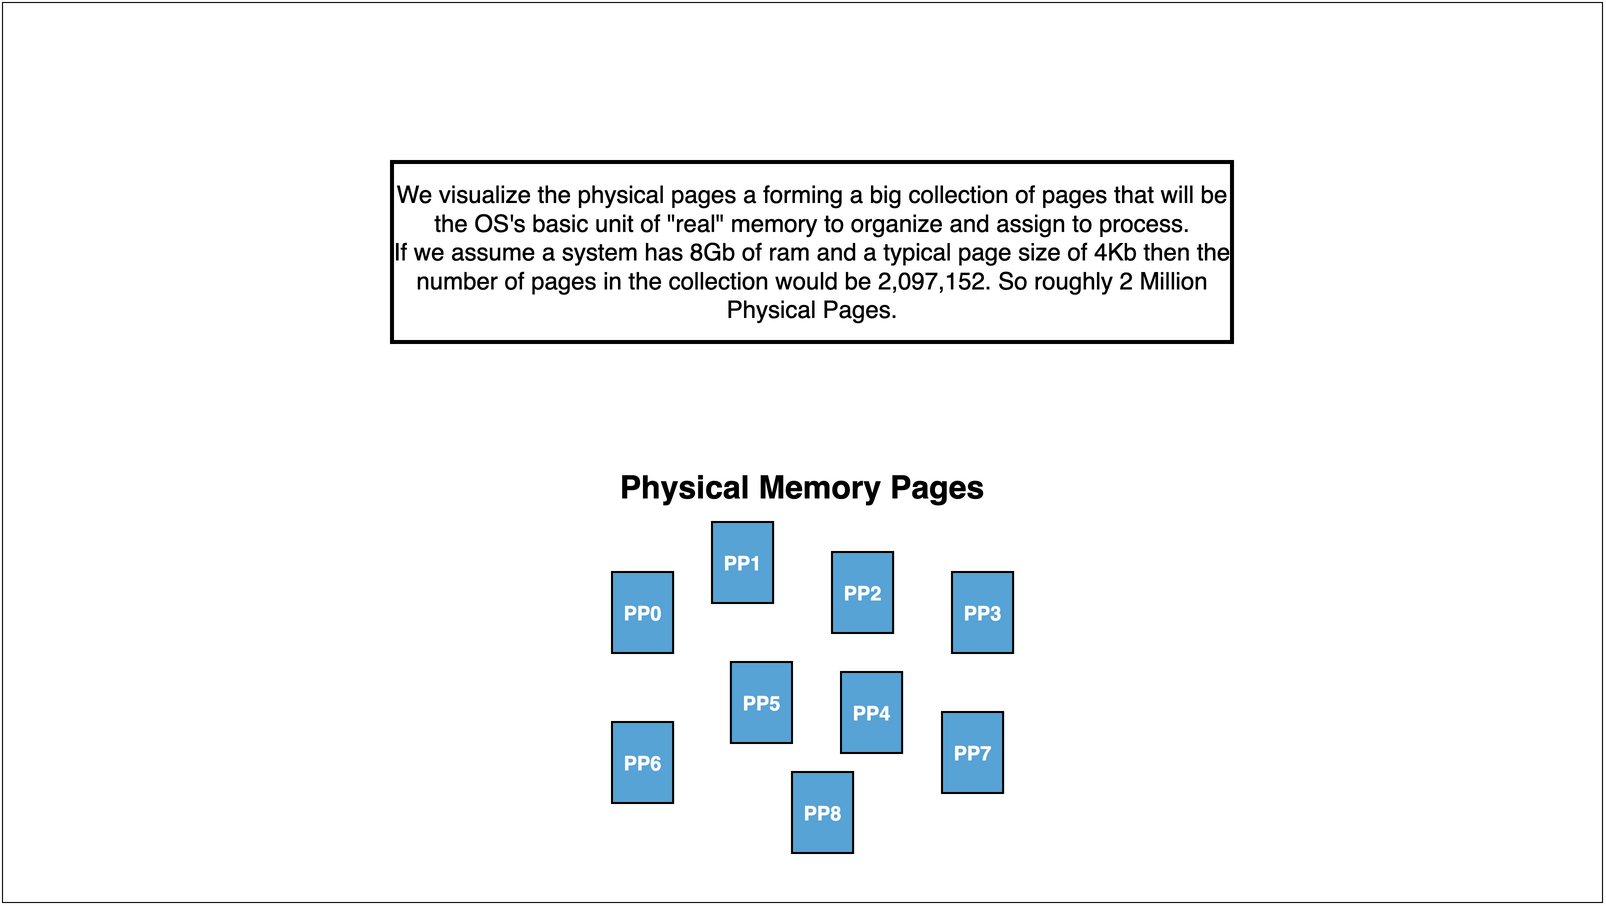 We visualize the physical pages a forming a big collection of pages that will be
the OS's basic unit of "real" memory to organize and assign to process.
If we assume a system has 8Gb of ram and a typical page size of 4Kb then the
number of pages in the collection would be 2,097,152. So roughly 2 Million
Physical Pages.
Physical Memory Pages
PP1
PP2
PP0
PP3
PP5
PP4
PP7
PP6
PP8